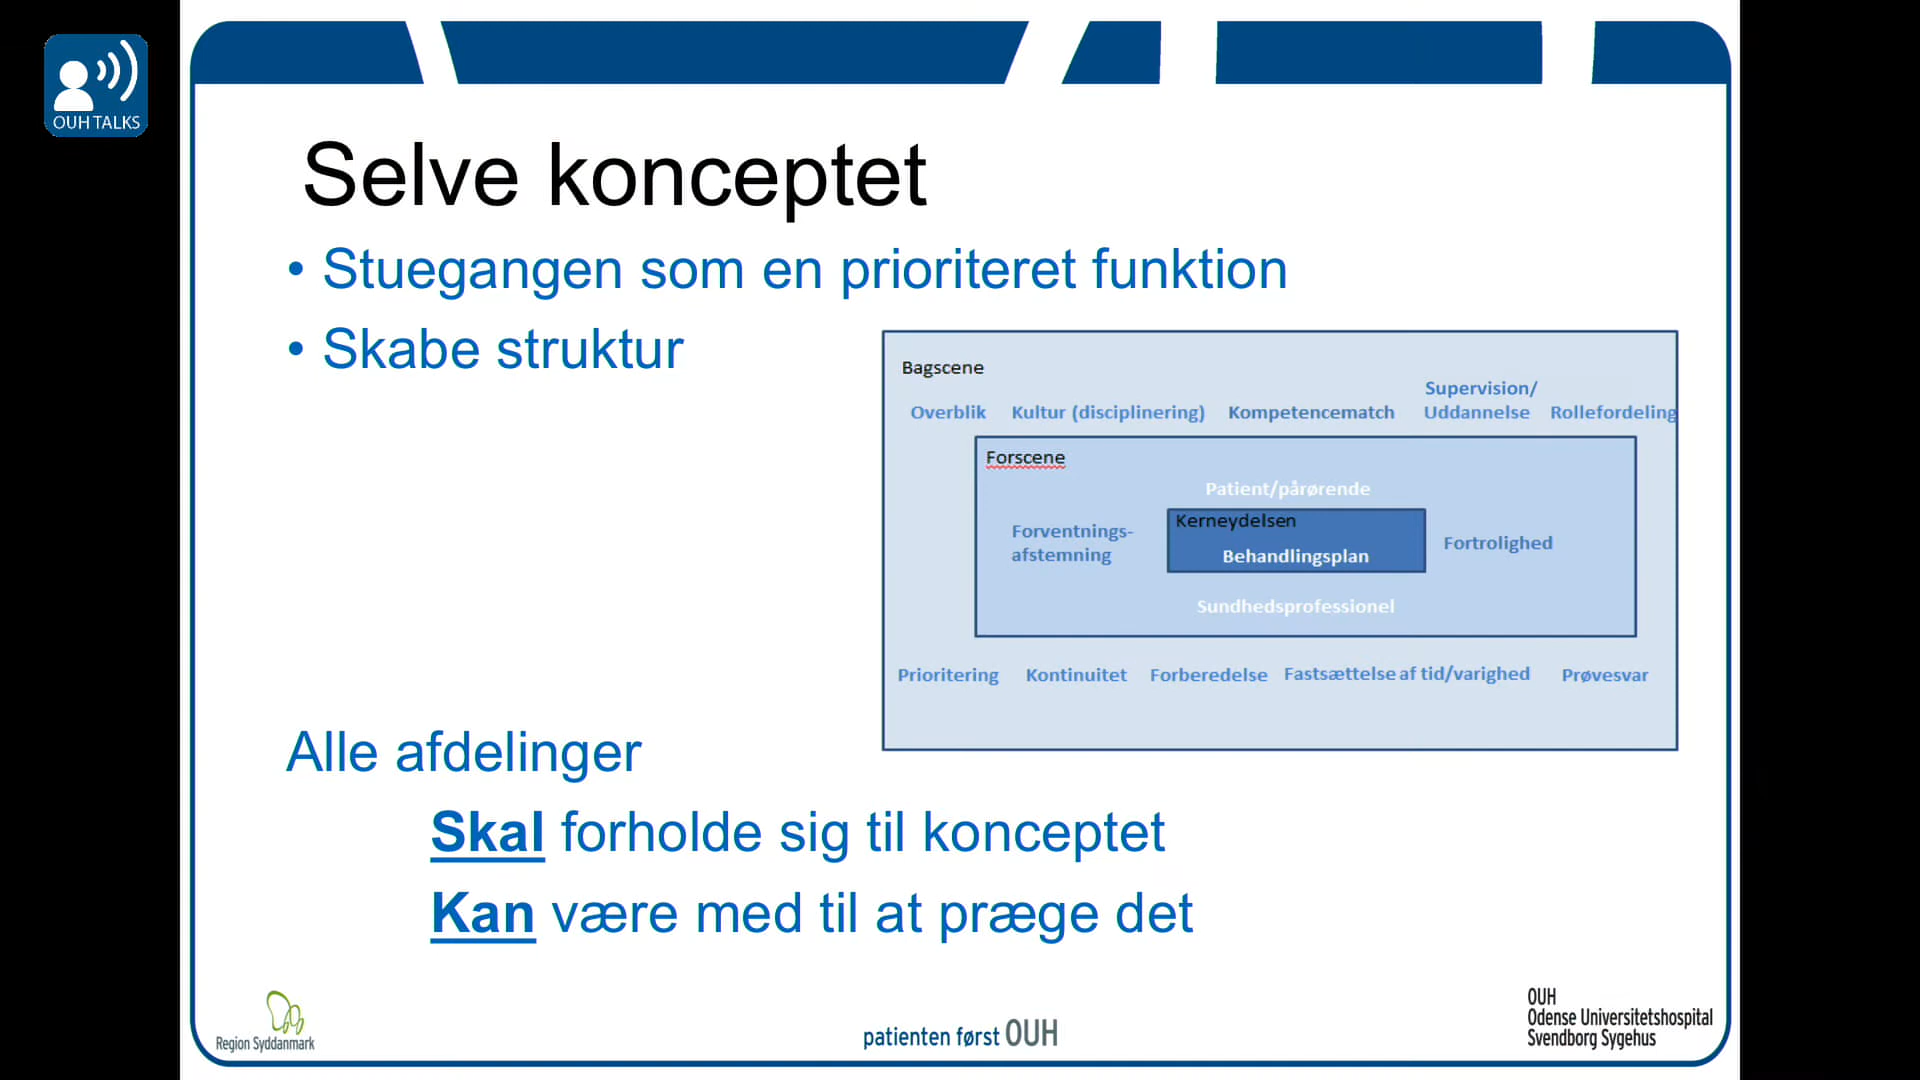 OUH TALKS
Selve konceptet
• Stuegangen som en prioriteret funktion
• Skabe struktur
Bagscene
Overblik Kultur (disciplinering) Kompetencematch Supervision/
Uddannelse Rollefordeling
Forscene
Patient/pårørende
Forventnings-
afstemning
Kerneydelsen
Behandlingsplan
Fortrolighed
Sundhedsprofessionel
Prioritering Kontinuitet Forberedelse Fastsættelse af tid/varighed Prøvesvar
Alle afdelinger
Skal forholde sig til konceptet
Kan være med til at præge det
Region Syddanmark
patienten først OUH
OUH
Odense Universitetshospital
Svendborg Sygehus